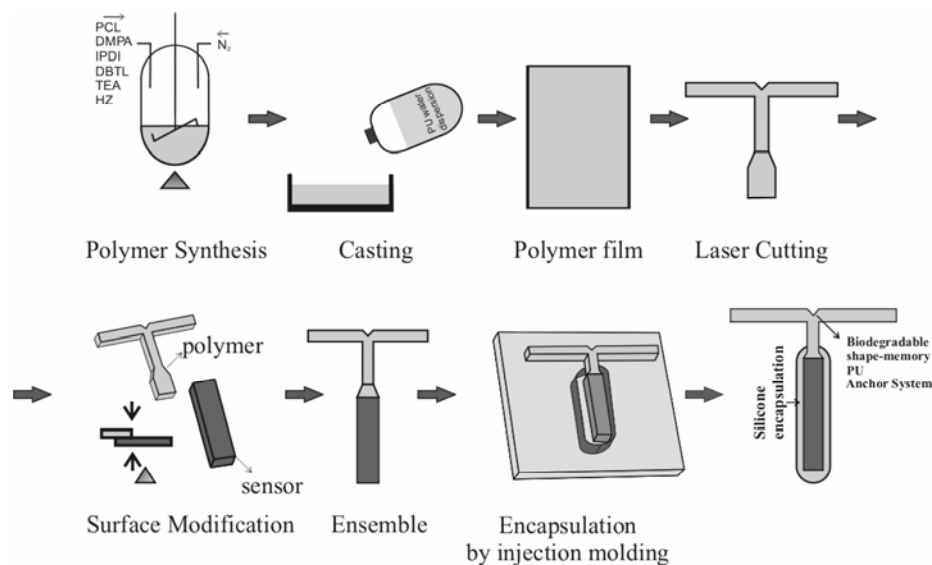 PCL
DMPA
IPDI
DBTL
TEA
HZ
N₂
PU water
dispersion
Polymer Synthesis
Casting
Polymer film
Laser Cutting
polymer
sensor
Surface Modification
Ensemble
Encapsulation
by injection molding
Silicone
encapsulation
Biodegradable
shape-memory
PU
Anchor System